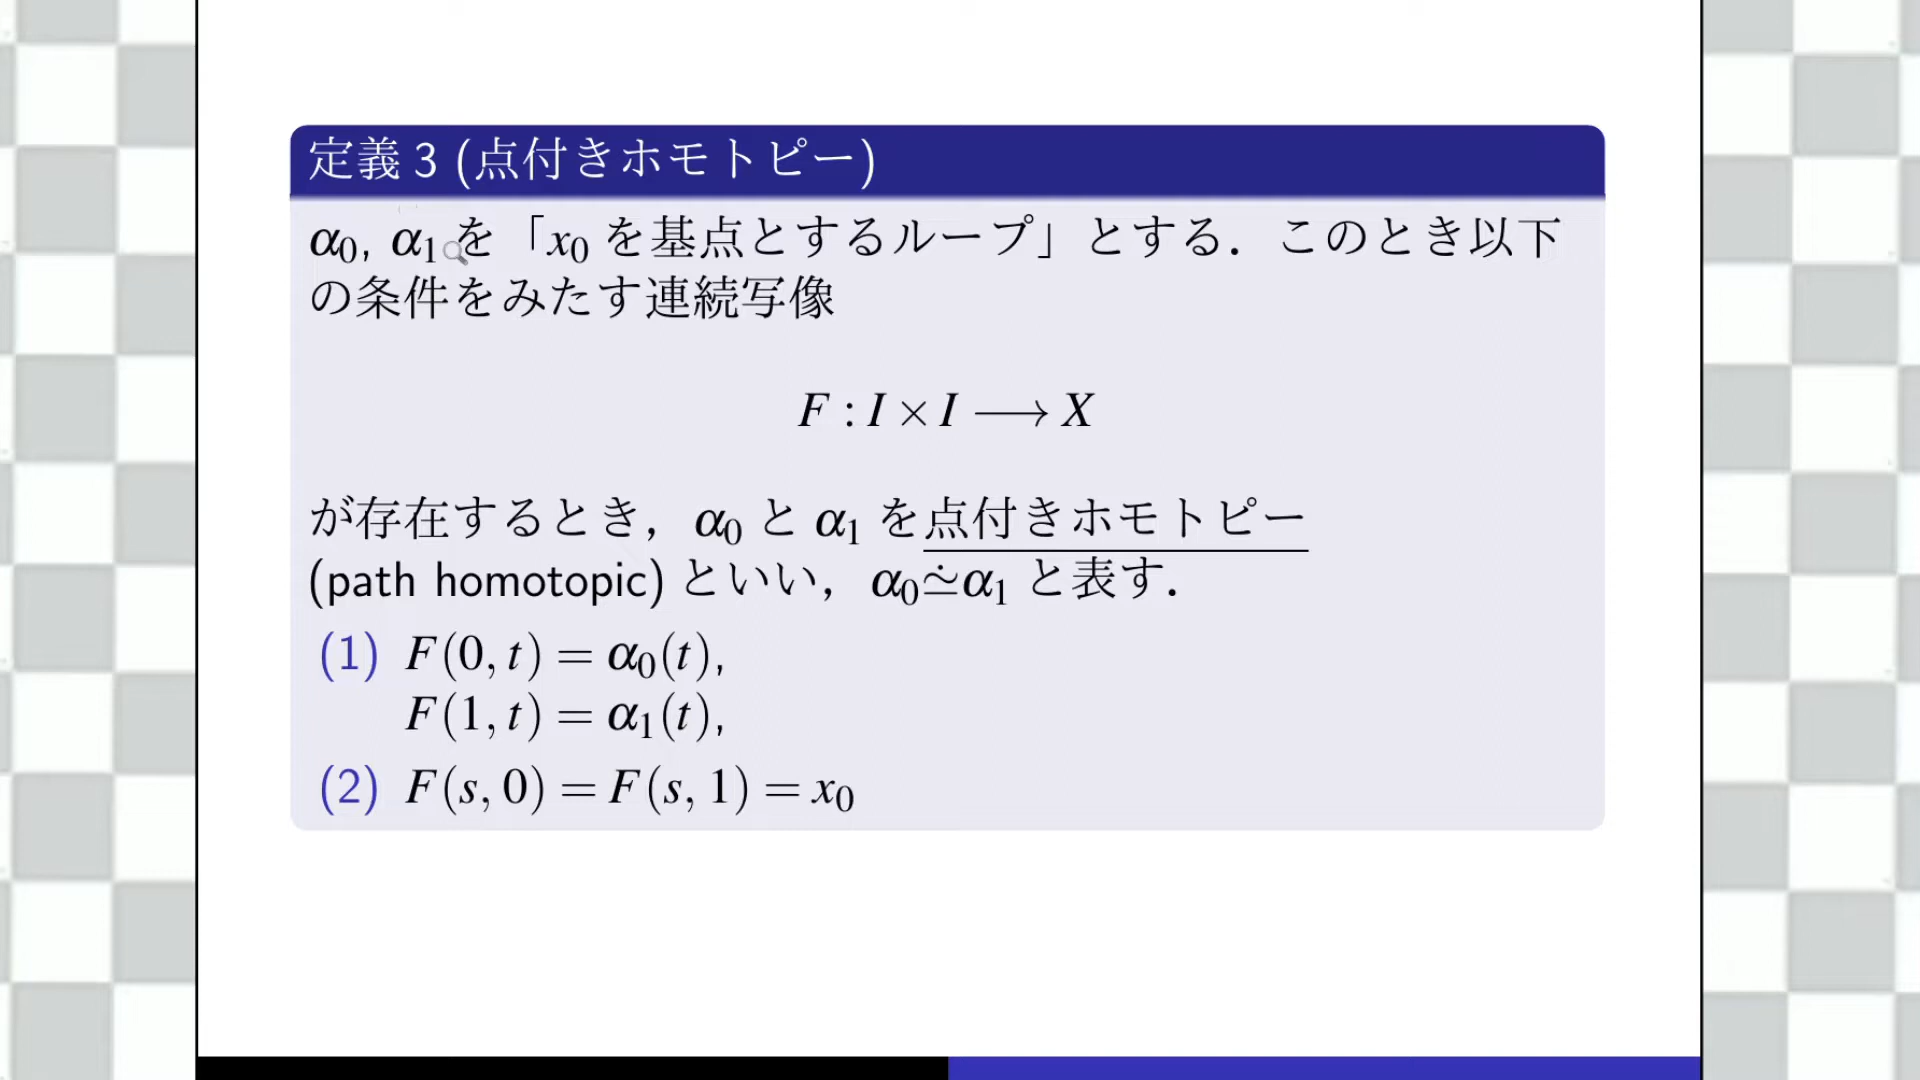 定義 3 (点付きホモトピー)
α₀, α₁ を「x₀ を基点とするループ」とする．このとき以下
の条件をみたす連続写像
F : I × I ⟶ X
が存在するとき，α₀ と α₁ を点付きホモトピー
(path homotopic) といい，α₀≃̇α₁ と表す．
(1) F(0, t) = α₀(t),
F(1, t) = α₁(t),
(2) F(s, 0) = F(s, 1) = x₀